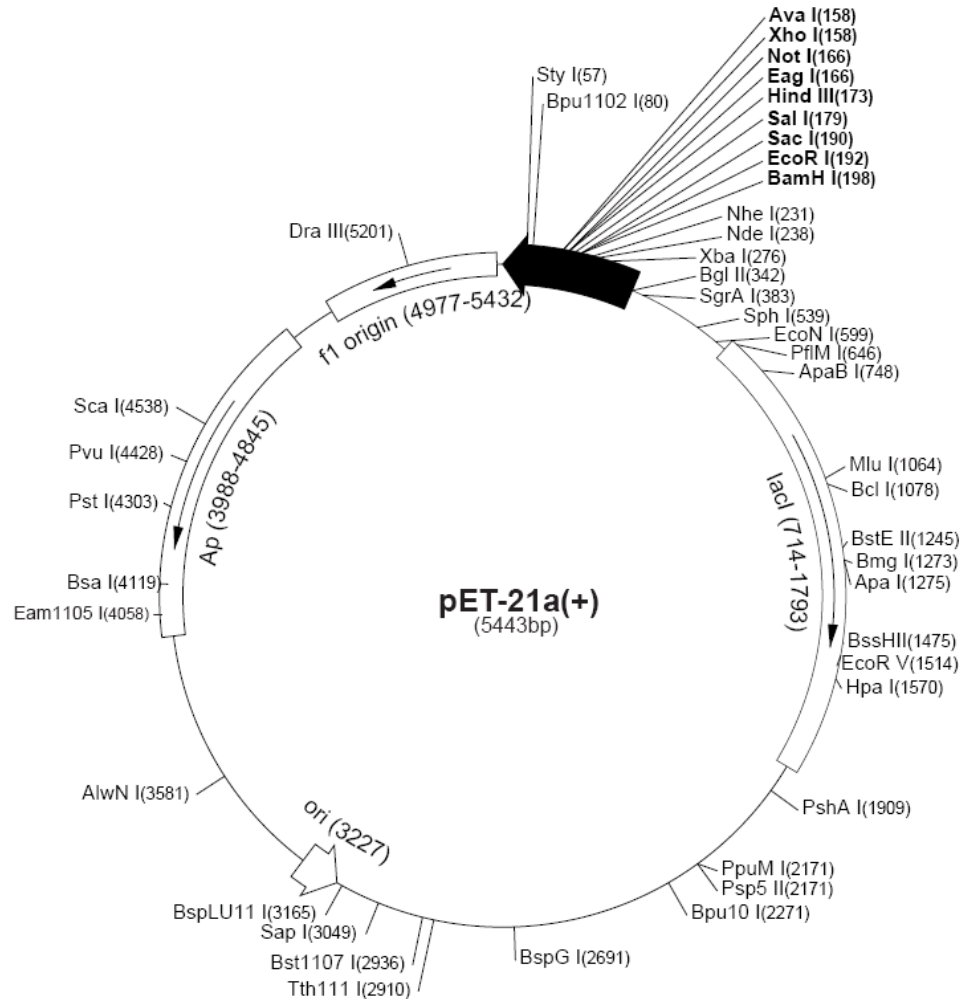 Ava I(158)
Xho I(158)
Not I(166)
Eag I(166)
Hind III(173)
Sal I(179)
Sac I(190)
EcoR I(192)
BamH I(198)
Sty I(57)
Bpu1102 I(80)
Nhe I(231)
Nde I(238)
Xba I(276)
Bgl II(342)
SgrA I(383)
Sph I(539)
EcoN I(599)
PflM I(646)
ApaB I(748)
Dra III(5201)
f1 origin (4977-5432)
Sca I(4538)
Pvu I(4428)
Pst I(4303)
Bsa I(4119)
Eam1105 I(4058)
Ap (3988-4845)
lacI (714-1793)
Mlu I(1064)
Bcl I(1078)
BstE II(1245)
Bmg I(1273)
Apa I(1275)
BssHII(1475)
EcoR V(1514)
Hpa I(1570)
pET-21a(+)
(5443bp)
AlwN I(3581)
ori (3227)
PshA I(1909)
PpuM I(2171)
Psp5 II(2171)
Bpu10 I(2271)
BspLU11 I(3165)
Sap I(3049)
Bst1107 I(2936)
Tth111 I(2910)
BspG I(2691)